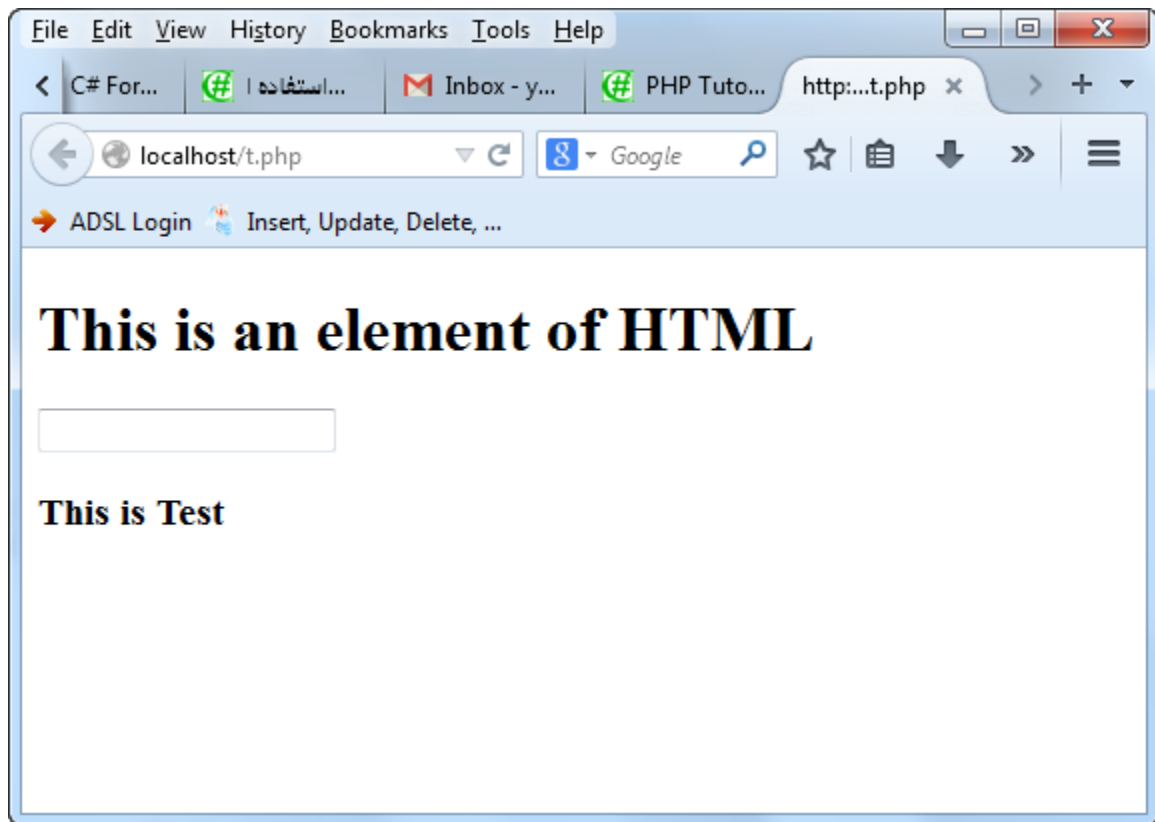 File Edit View History Bookmarks Tools Help
C# For... استفاده ا... Inbox - y... PHP Tuto... http:...t.php
localhost/t.php 8 Google
ADSL Login Insert, Update, Delete, ...
This is an element of HTML
This is Test